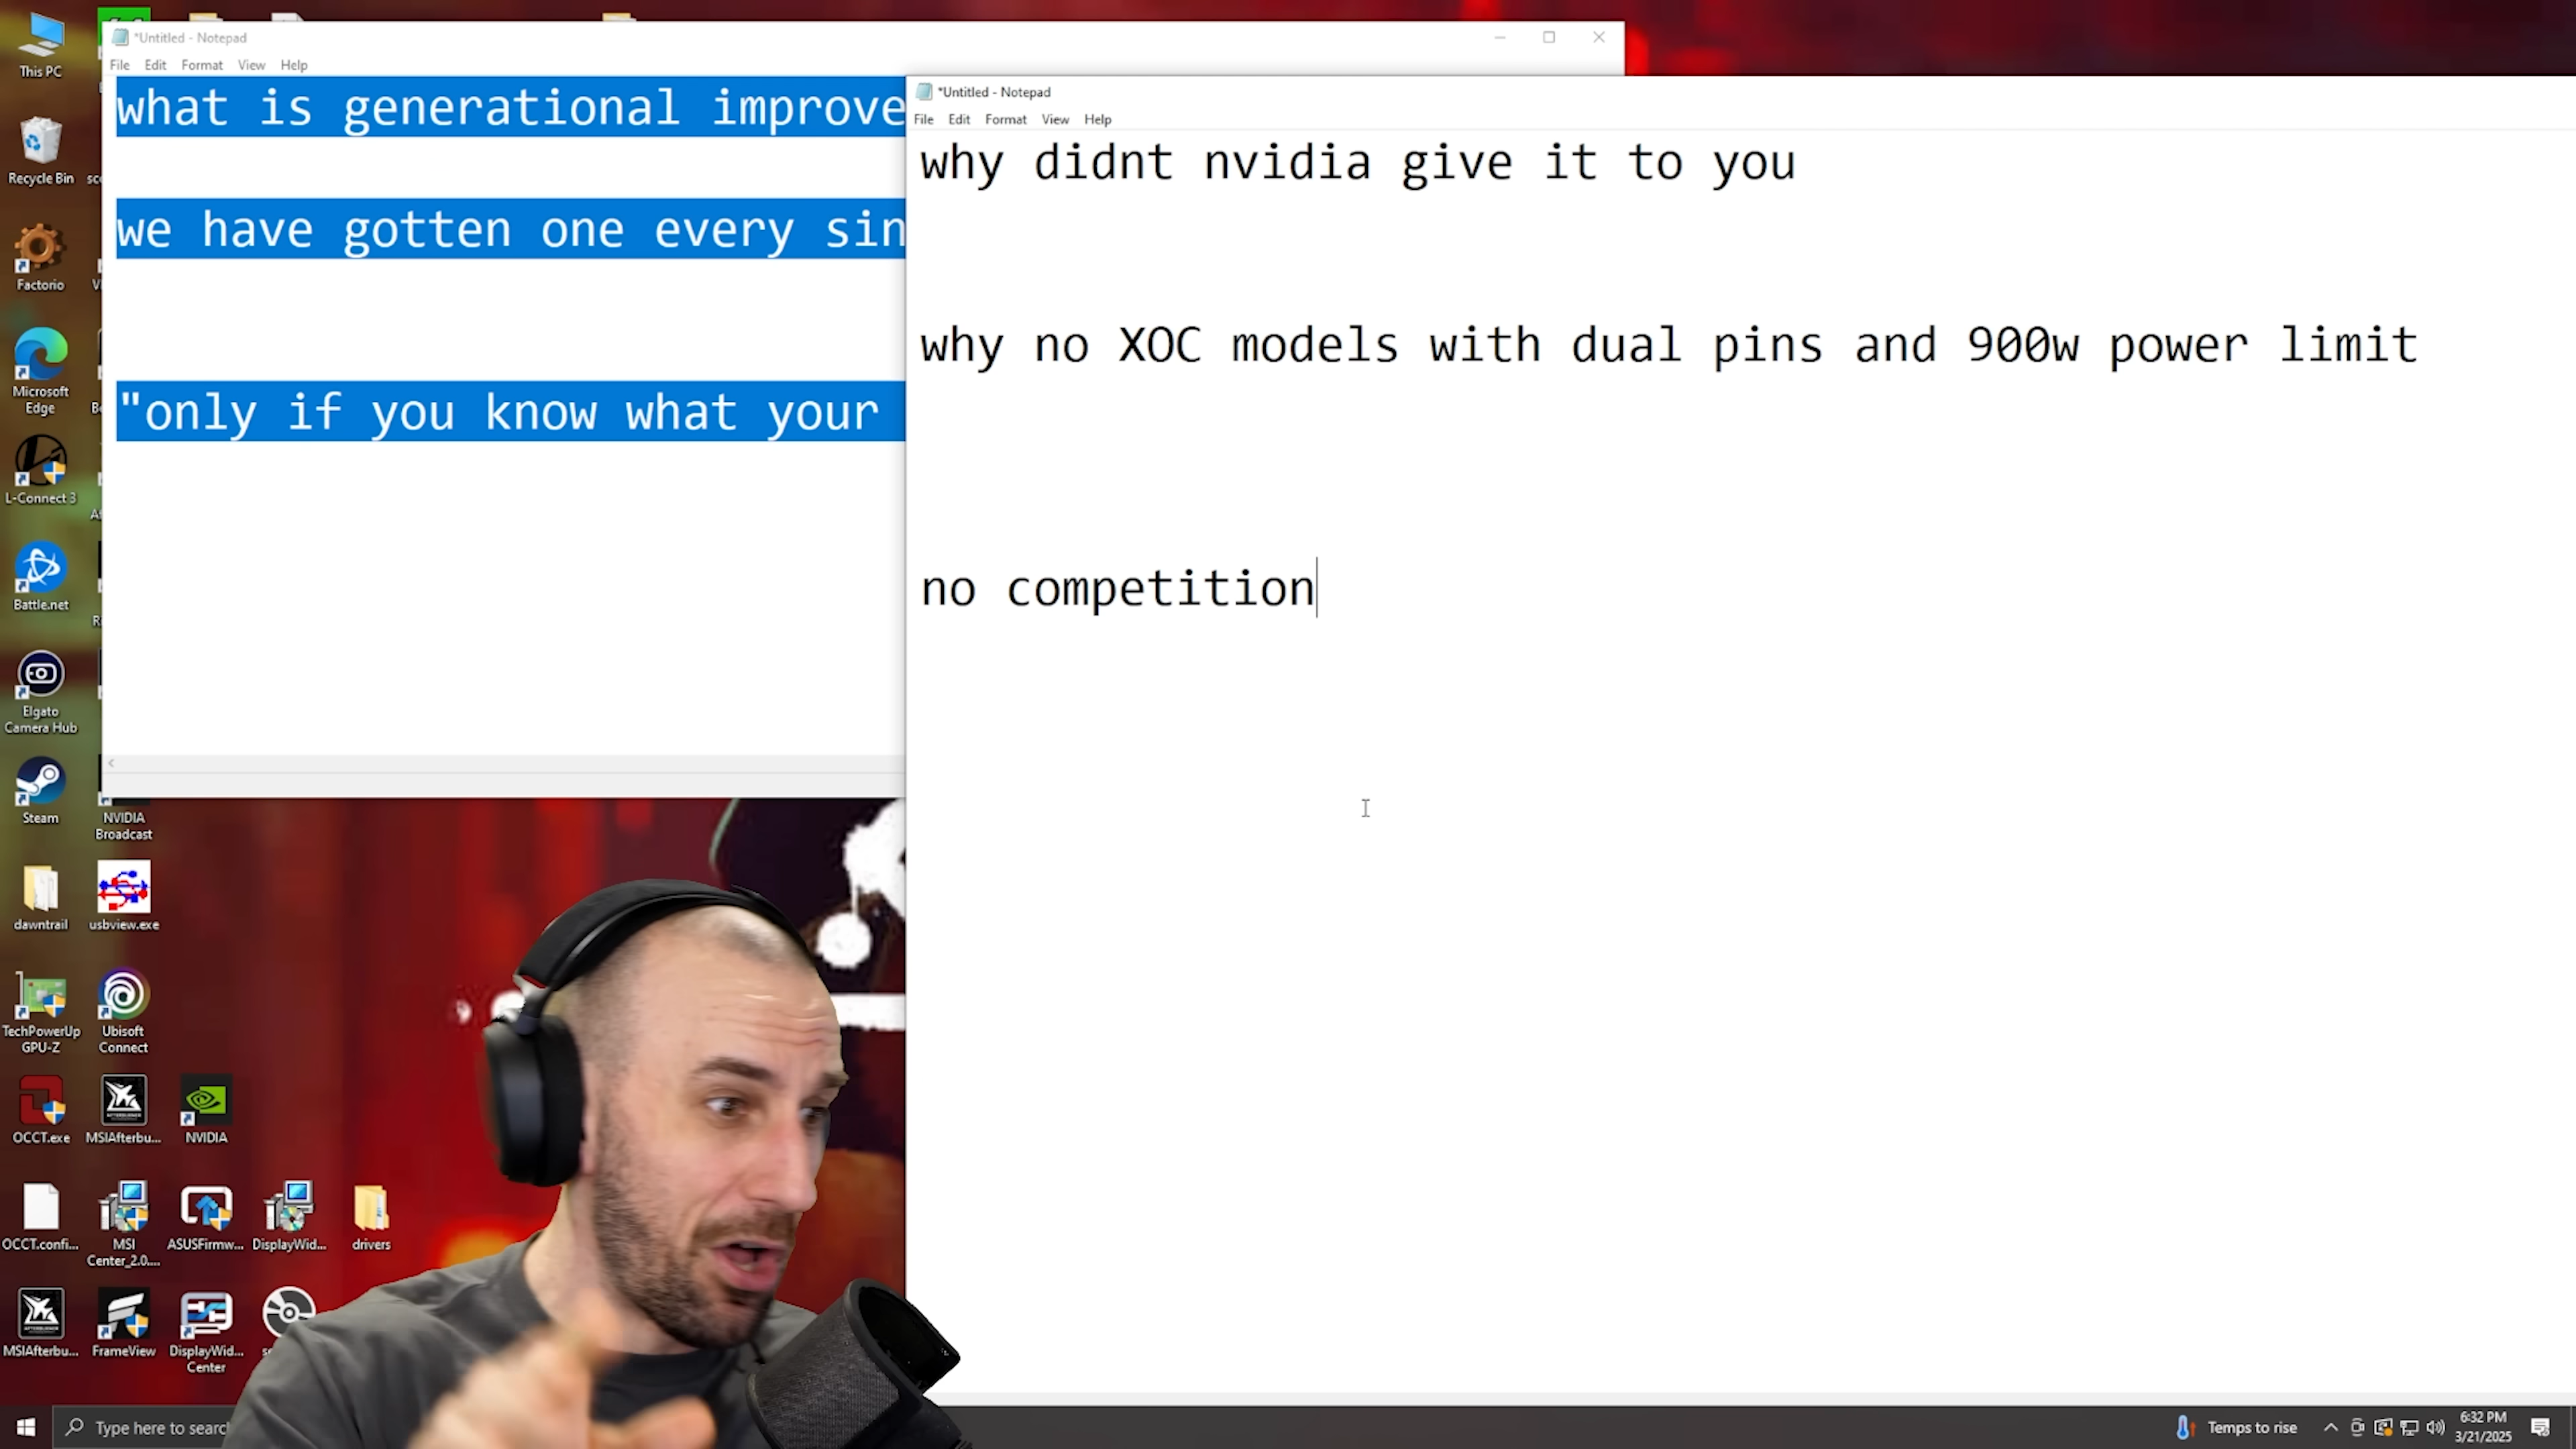 *Untitled - Notepad
File Edit Format View Help
what is generational improve
we have gotten one every sin
"only if you know what your
*Untitled - Notepad
File Edit Format View Help
why didnt nvidia give it to you
why no XOC models with dual pins and 900w power limit
no competition
This PC
Recycle Bin
Factorio
Microsoft
Edge
L-Connect 3
Battle.net
Elgato
Camera Hub
Steam
NVIDIA
Broadcast
dawntrail
usbview.exe
TechPowerUp
GPU-Z
Ubisoft
Connect
OCCT.exe
MSIAfterbu...
NVIDIA
OCCT.confi...
MSI
Center_2.0....
ASUSFirmw...
DisplayWid...
drivers
MSIAfterbu...
FrameView
DisplayWid...
Center
Type here to search
Temps to rise
6:32 PM
3/21/2025